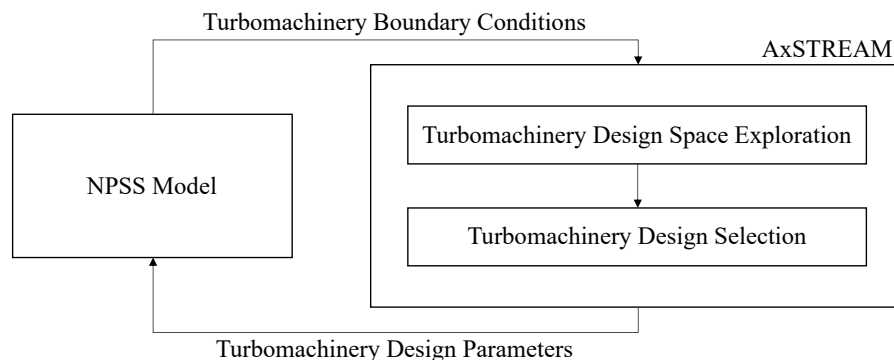 Turbomachinery Boundary Conditions
AxSTREAM
NPSS Model
Turbomachinery Design Space Exploration
Turbomachinery Design Selection
Turbomachinery Design Parameters